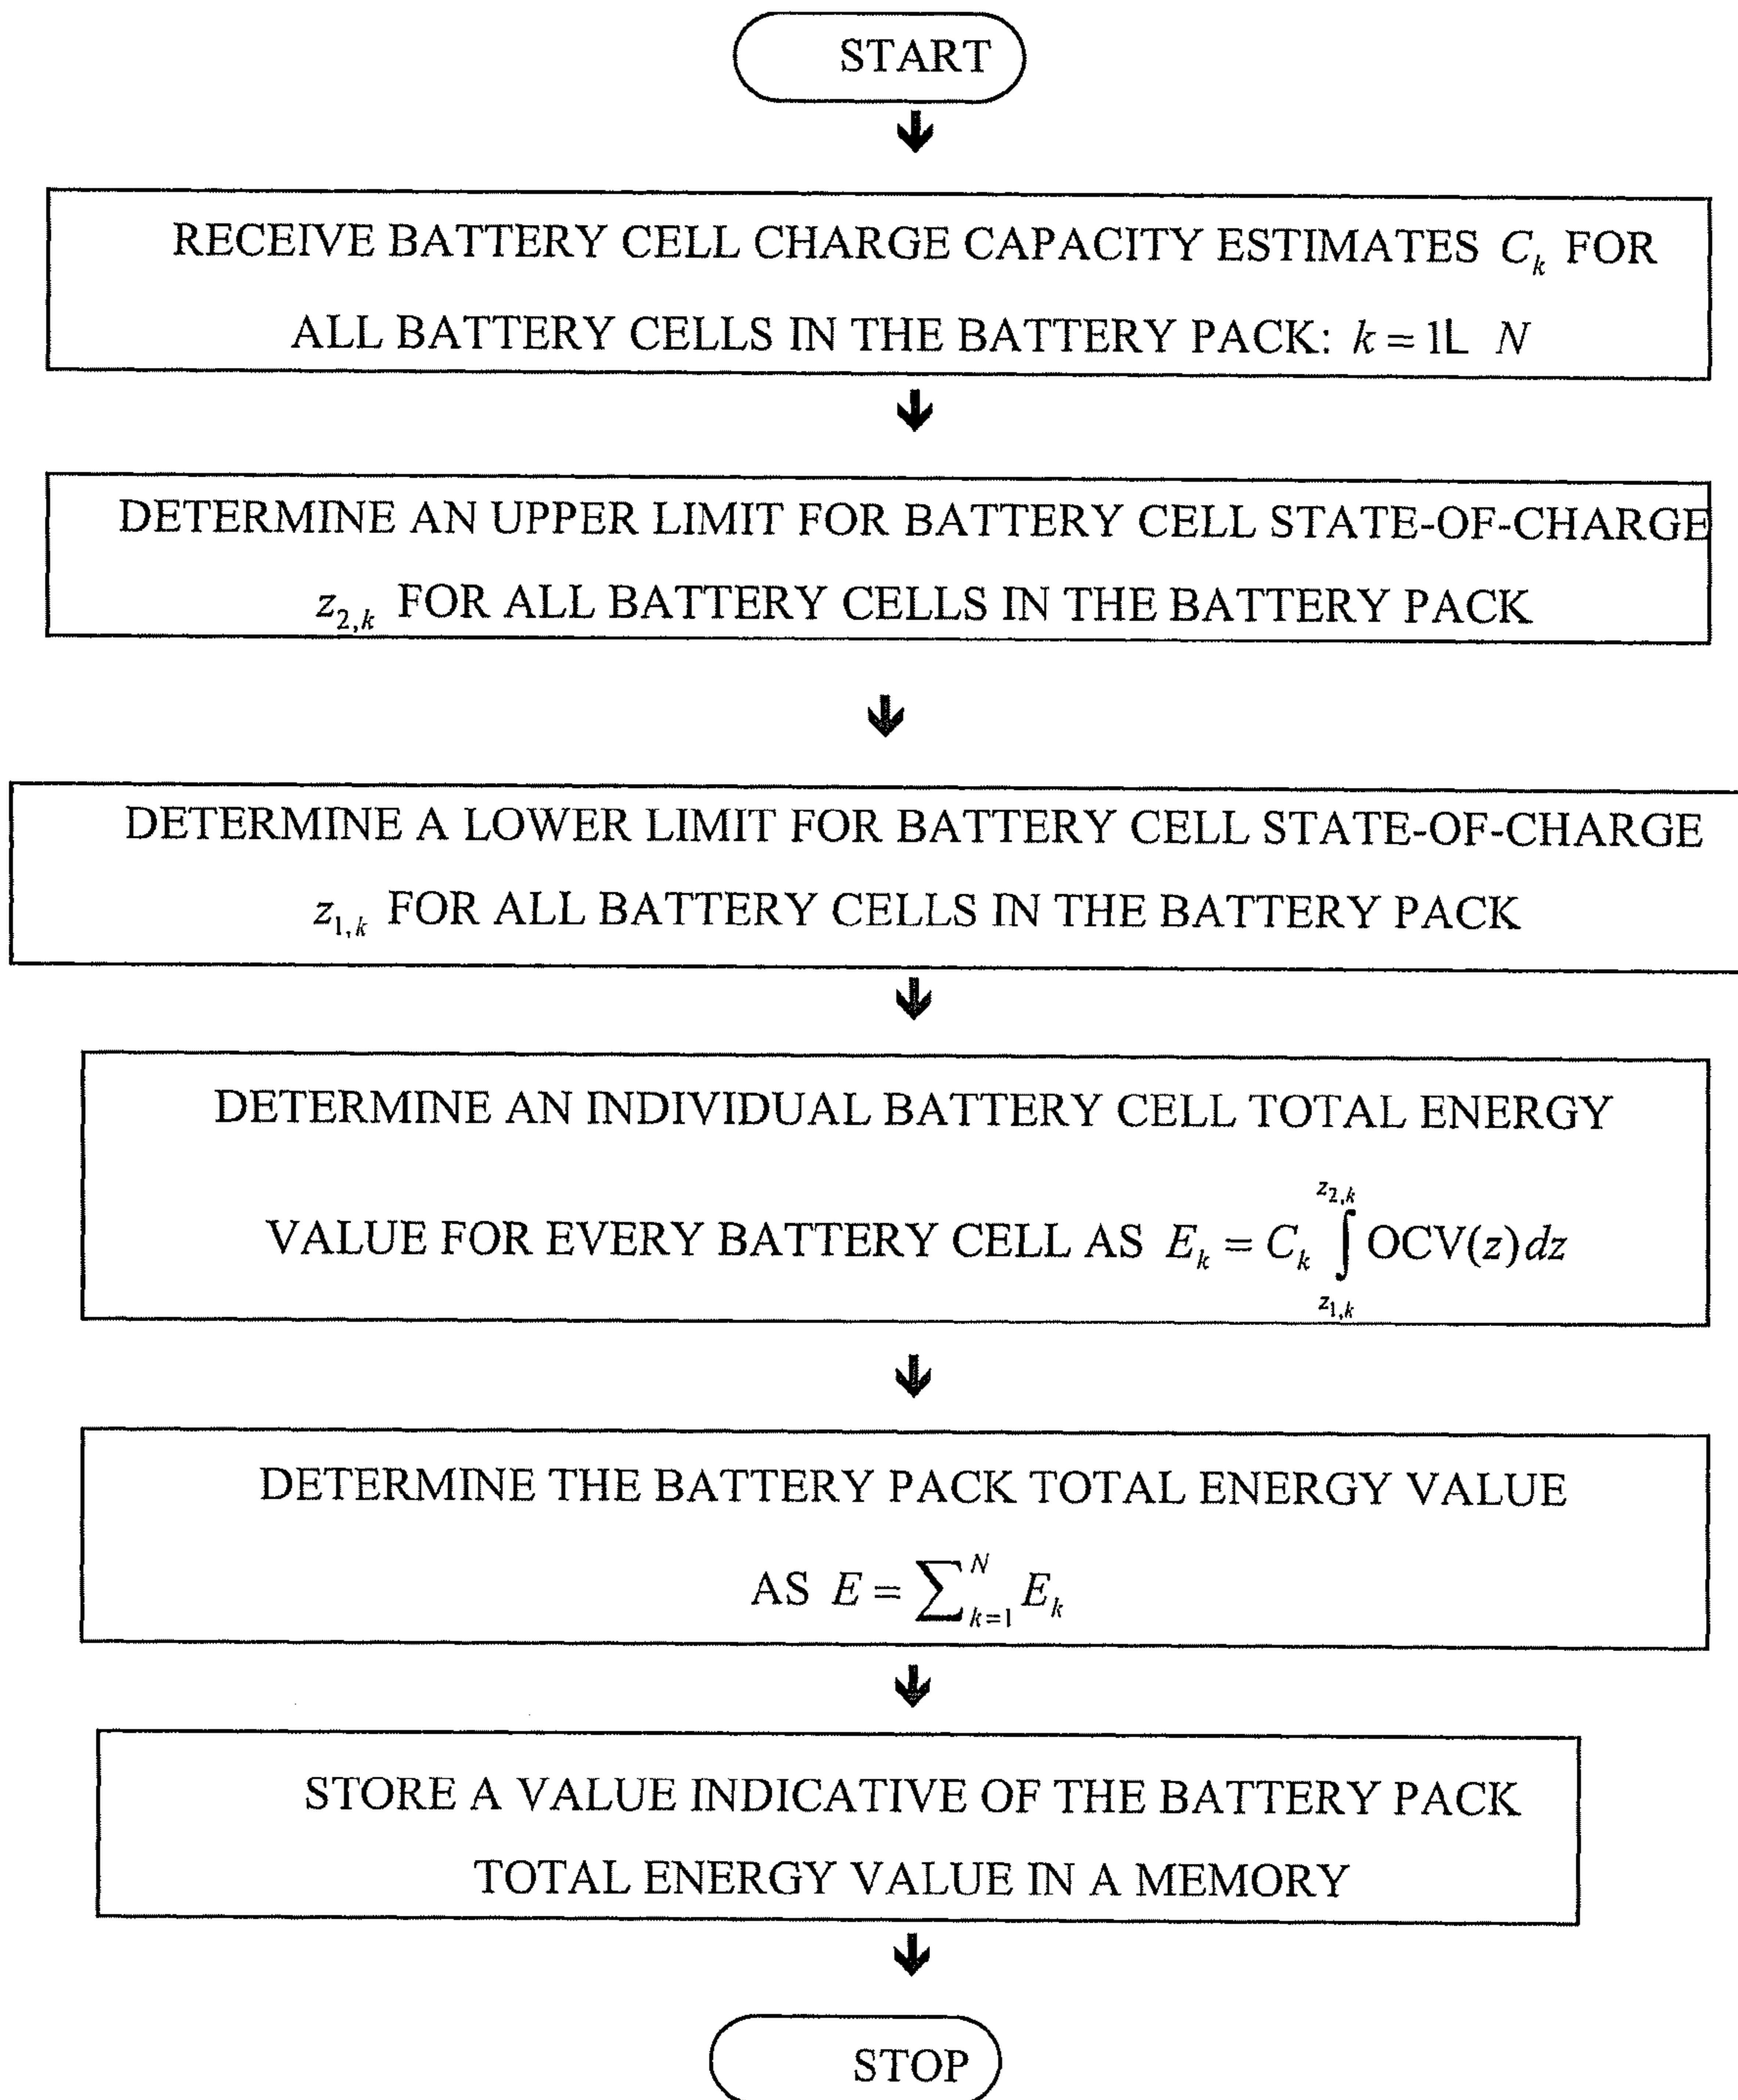 START
RECEIVE BATTERY CELL CHARGE CAPACITY ESTIMATES C_k FOR
ALL BATTERY CELLS IN THE BATTERY PACK: k = 1L N
DETERMINE AN UPPER LIMIT FOR BATTERY CELL STATE-OF-CHARGE
z_{2,k} FOR ALL BATTERY CELLS IN THE BATTERY PACK
DETERMINE A LOWER LIMIT FOR BATTERY CELL STATE-OF-CHARGE
z_{1,k} FOR ALL BATTERY CELLS IN THE BATTERY PACK
DETERMINE AN INDIVIDUAL BATTERY CELL TOTAL ENERGY
VALUE FOR EVERY BATTERY CELL AS E_k = C_k ∫_{z_{1,k}}^{z_{2,k}} OCV(z) dz
DETERMINE THE BATTERY PACK TOTAL ENERGY VALUE
AS E = ∑_{k=1}^{N} E_k
STORE A VALUE INDICATIVE OF THE BATTERY PACK
TOTAL ENERGY VALUE IN A MEMORY
STOP